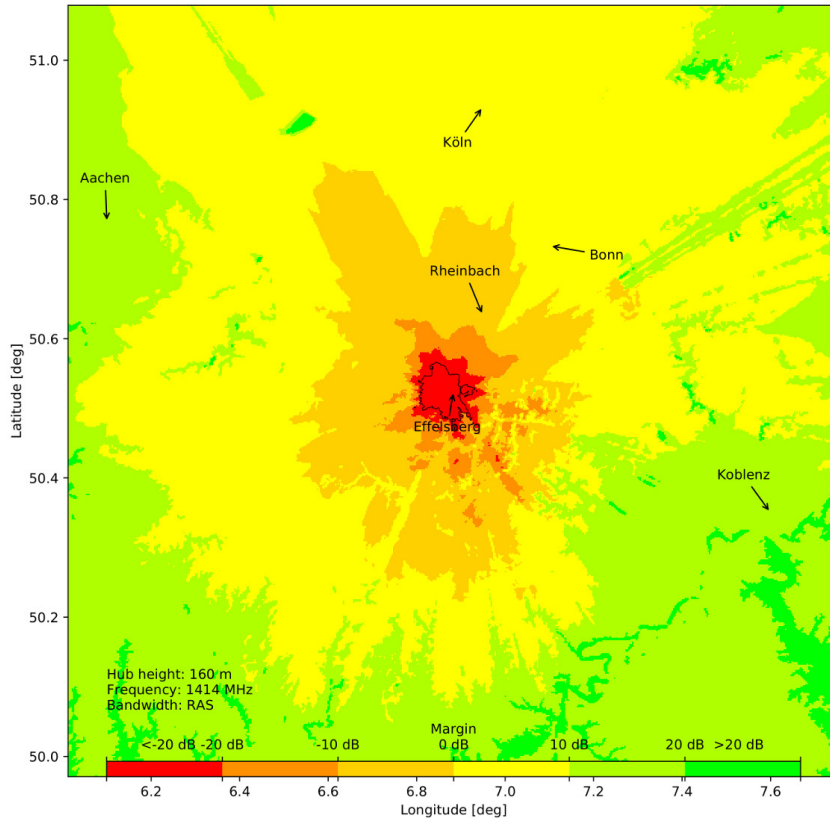 51.0
Köln
50.8
Aachen
Bonn
Rheinbach
50.6
Latitude [deg]
Effelsberg
Koblenz
50.4
50.2
Hub height: 160 m
Frequency: 1414 MHz
Bandwidth: RAS
Margin
<-20 dB -20 dB -10 dB 0 dB 10 dB 20 dB >20 dB
50.0
6.2 6.4 6.6 6.8 7.0 7.2 7.4 7.6
Longitude [deg]